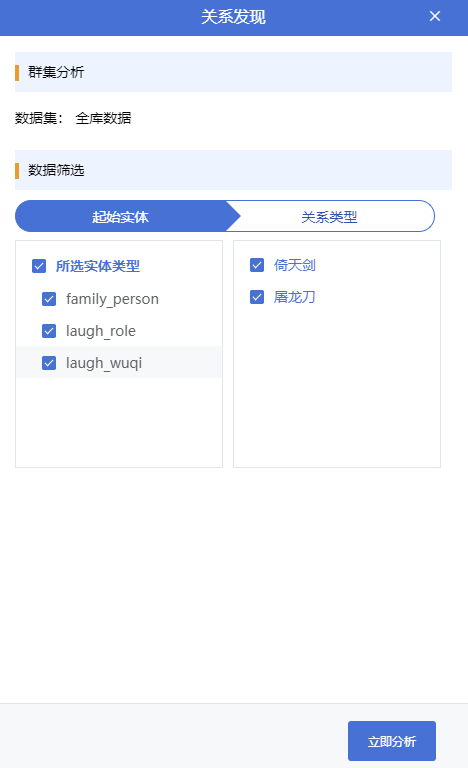 关系发现
群集分析
数据集： 全库数据
数据筛选
起始实体
关系类型
所选实体类型
family_person
laugh_role
laugh_wuqi
倚天剑
屠龙刀
立即分析